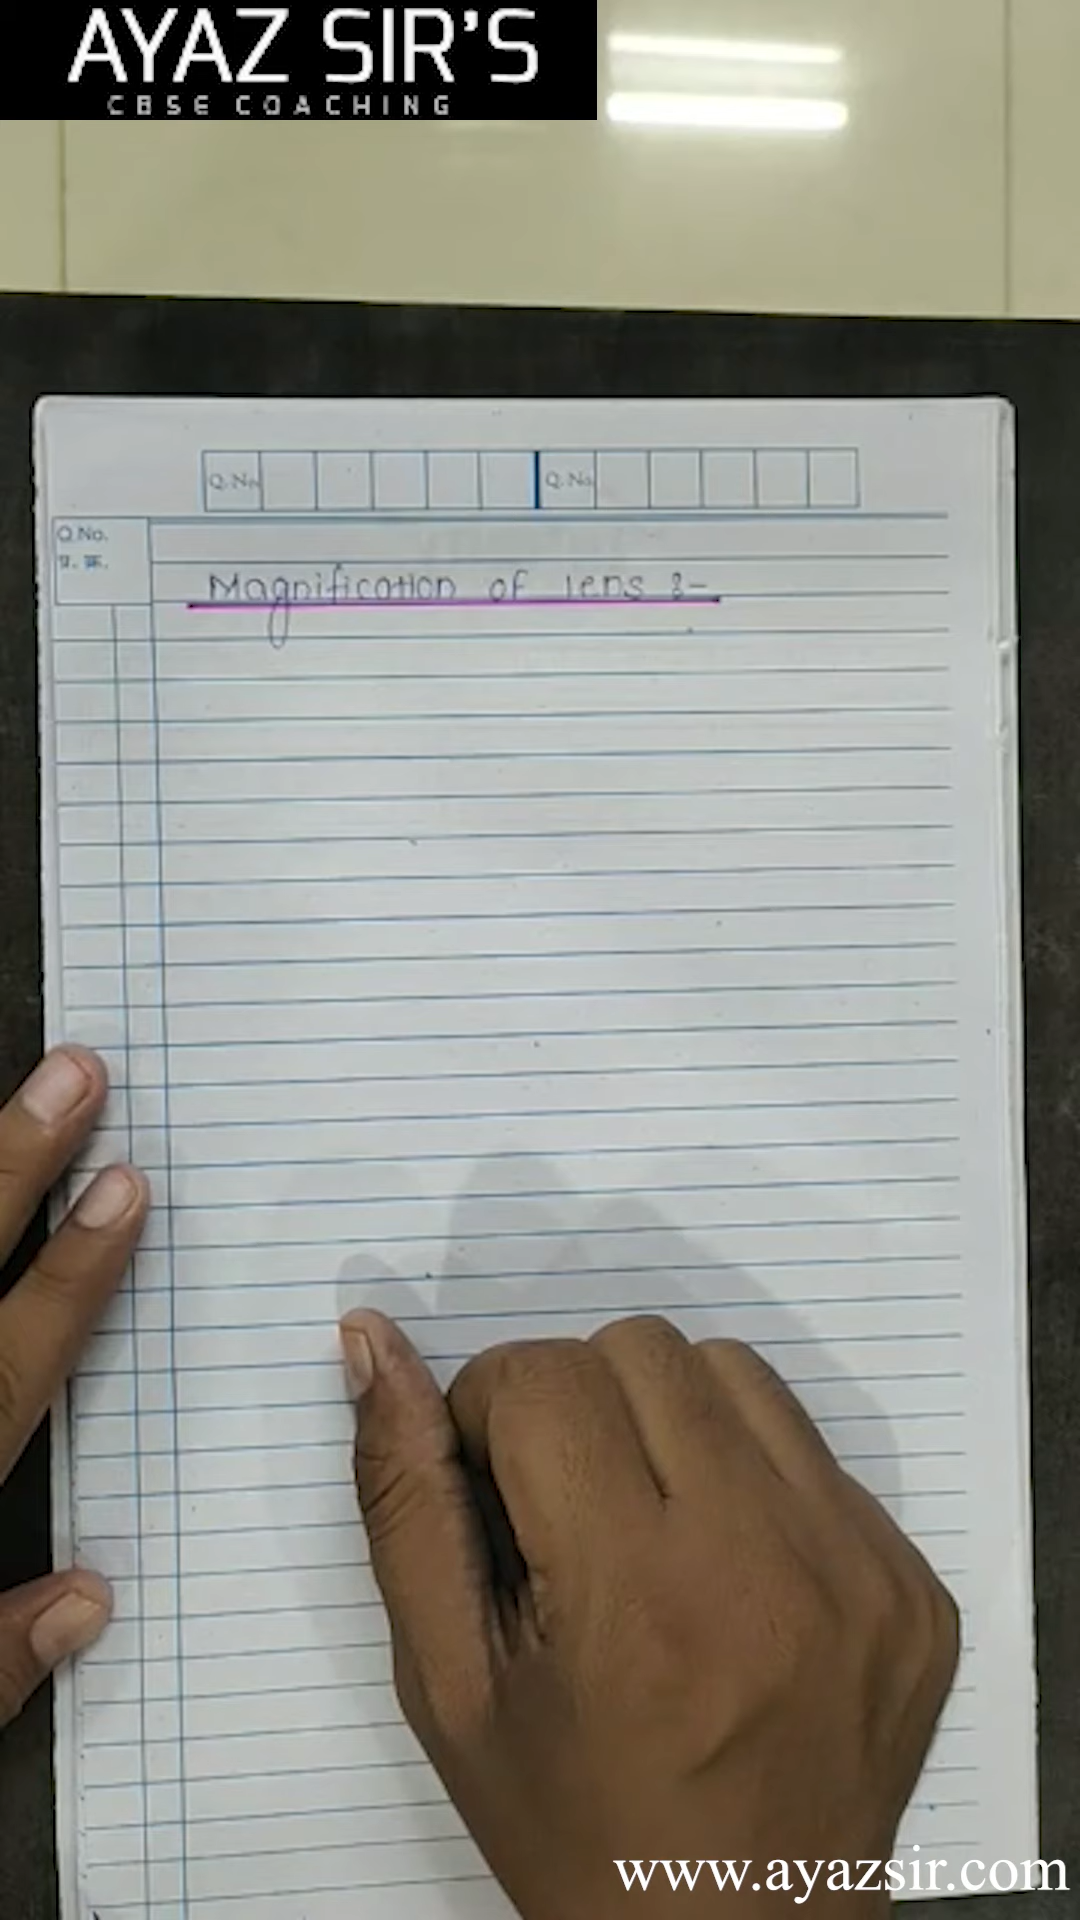 AYAZ SIR'S
CBSE COACHING
Q.No. Q.No.
Q.No.
प्र. क्र.
Magnification of lens :-
www.ayazsir.com